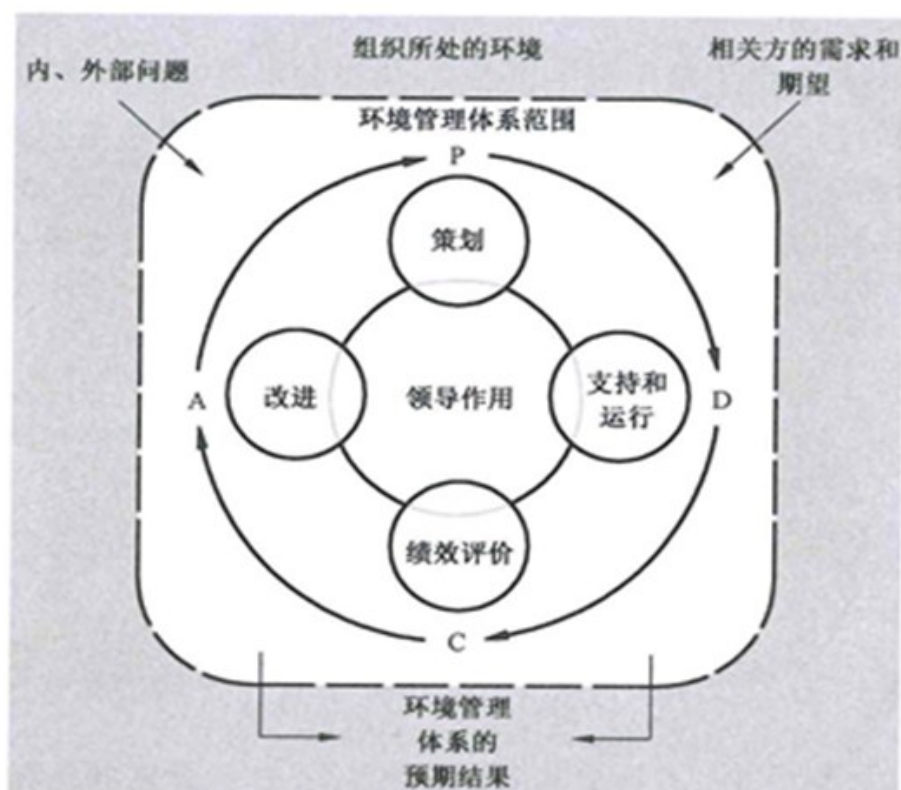 组织所处的环境
相关方的需求和
期望
内、外部问题
环境管理体系范围
P
策划
改进
领导作用
支持和
运行
A
D
绩效评价
C
环境管理
体系的
预期结果